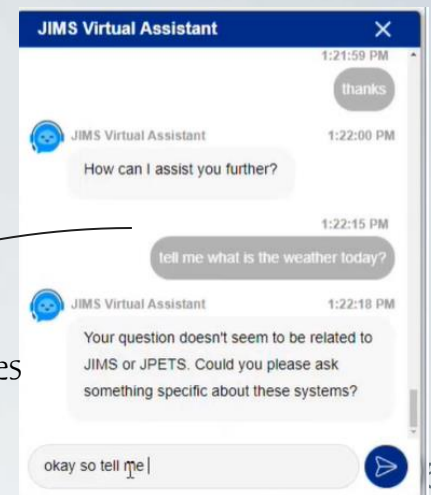 JIMS Virtual Assistant
1:21:59 PM
thanks
JIMS Virtual Assistant 1:22:00 PM
How can I assist you further?
1:22:15 PM
tell me what is the weather today?
JIMS Virtual Assistant 1:22:18 PM
Your question doesn't seem to be related to
JIMS or JPETS. Could you please ask
something specific about these systems?
okay so tell me